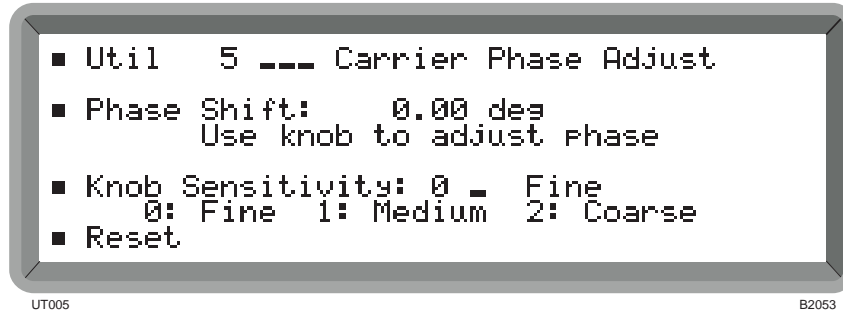 ■ Util 5 ___ Carrier Phase Adjust
■ Phase Shift: 0.00 deg
Use knob to adjust phase
■ Knob Sensitivity: 0 _ Fine
0: Fine 1: Medium 2: Coarse
■ Reset
UT005 B2053